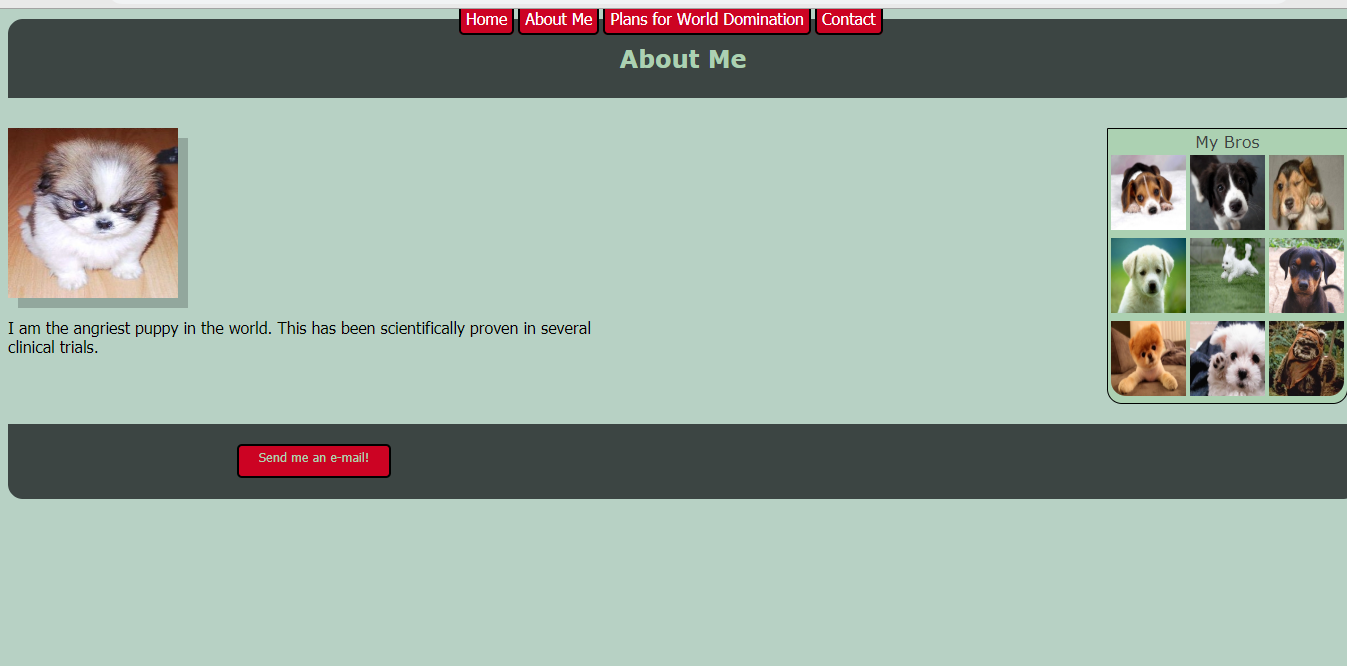 Home About Me Plans for World Domination Contact
About Me
My Bros
I am the angriest puppy in the world. This has been scientifically proven in several
clinical trials.
Send me an e-mail!